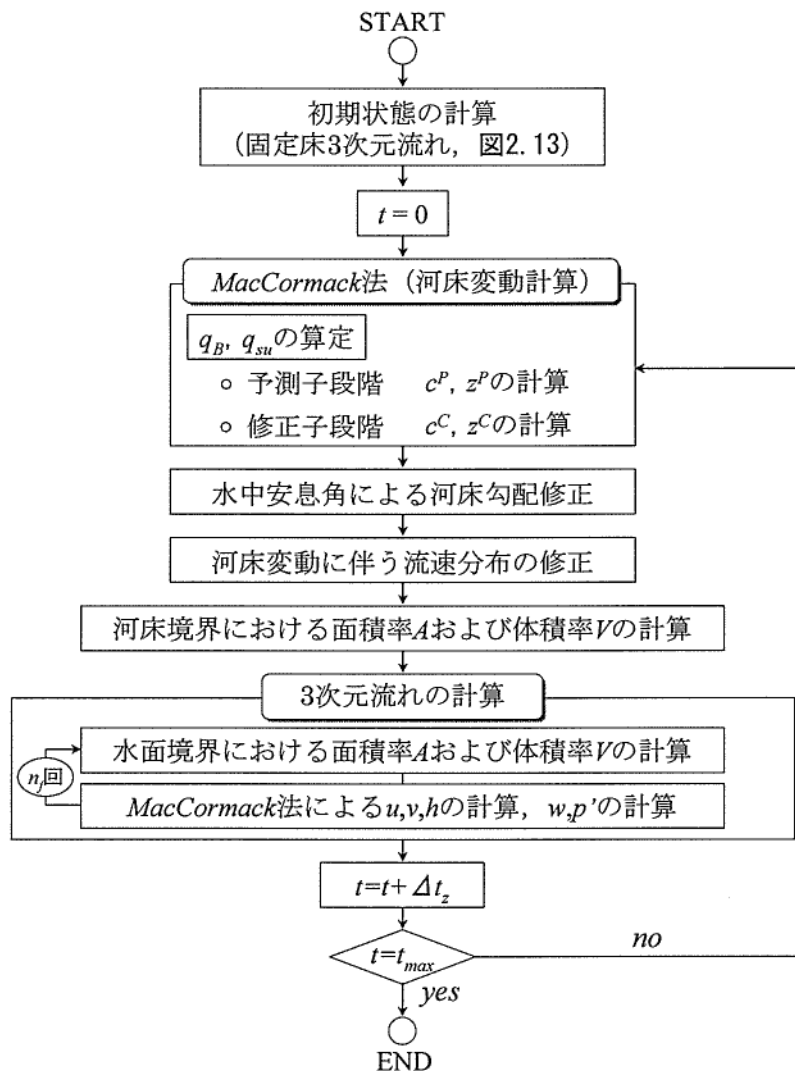 START
初期状態の計算
(固定床3次元流れ, 図2.13)
t = 0
MacCormack法(河床変動計算)
q_B, q_suの算定
○ 予測子段階 c^P, z^Pの計算
○ 修正子段階 c^C, z^Cの計算
水中安息角による河床勾配修正
河床変動に伴う流速分布の修正
河床境界における面積率Aおよび体積率Vの計算
3次元流れの計算
水面境界における面積率Aおよび体積率Vの計算
n_f回
MacCormack法によるu,v,hの計算, w,p'の計算
t=t+Δt_z
t=t_max
no
yes
END